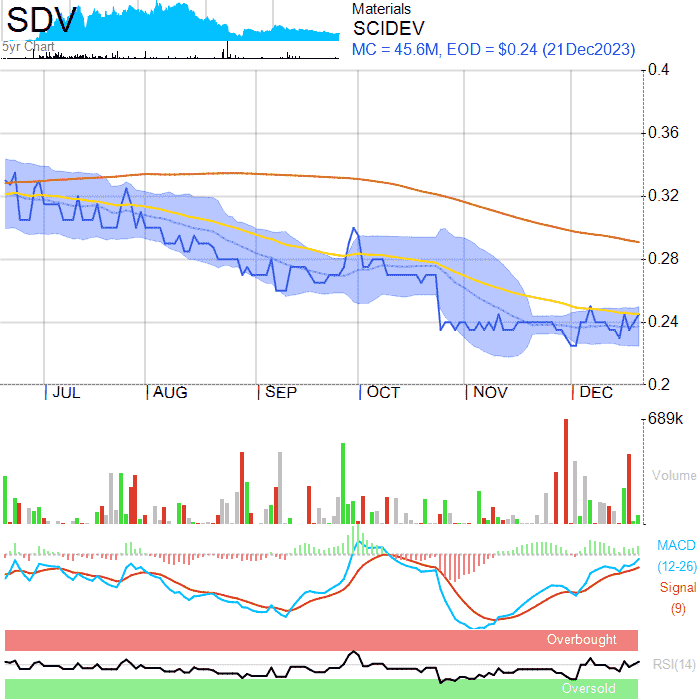 SDV
5yr Chart
Materials
SCIDEV
MC = 45.6M, EOD = $0.24 (21Dec2023)
0.4
0.36
0.32
0.28
0.24
0.2
JUL AUG SEP OCT NOV DEC
689k
Volume
MACD
(12-26)
Signal
(9)
Overbought
RSI(14)
Oversold